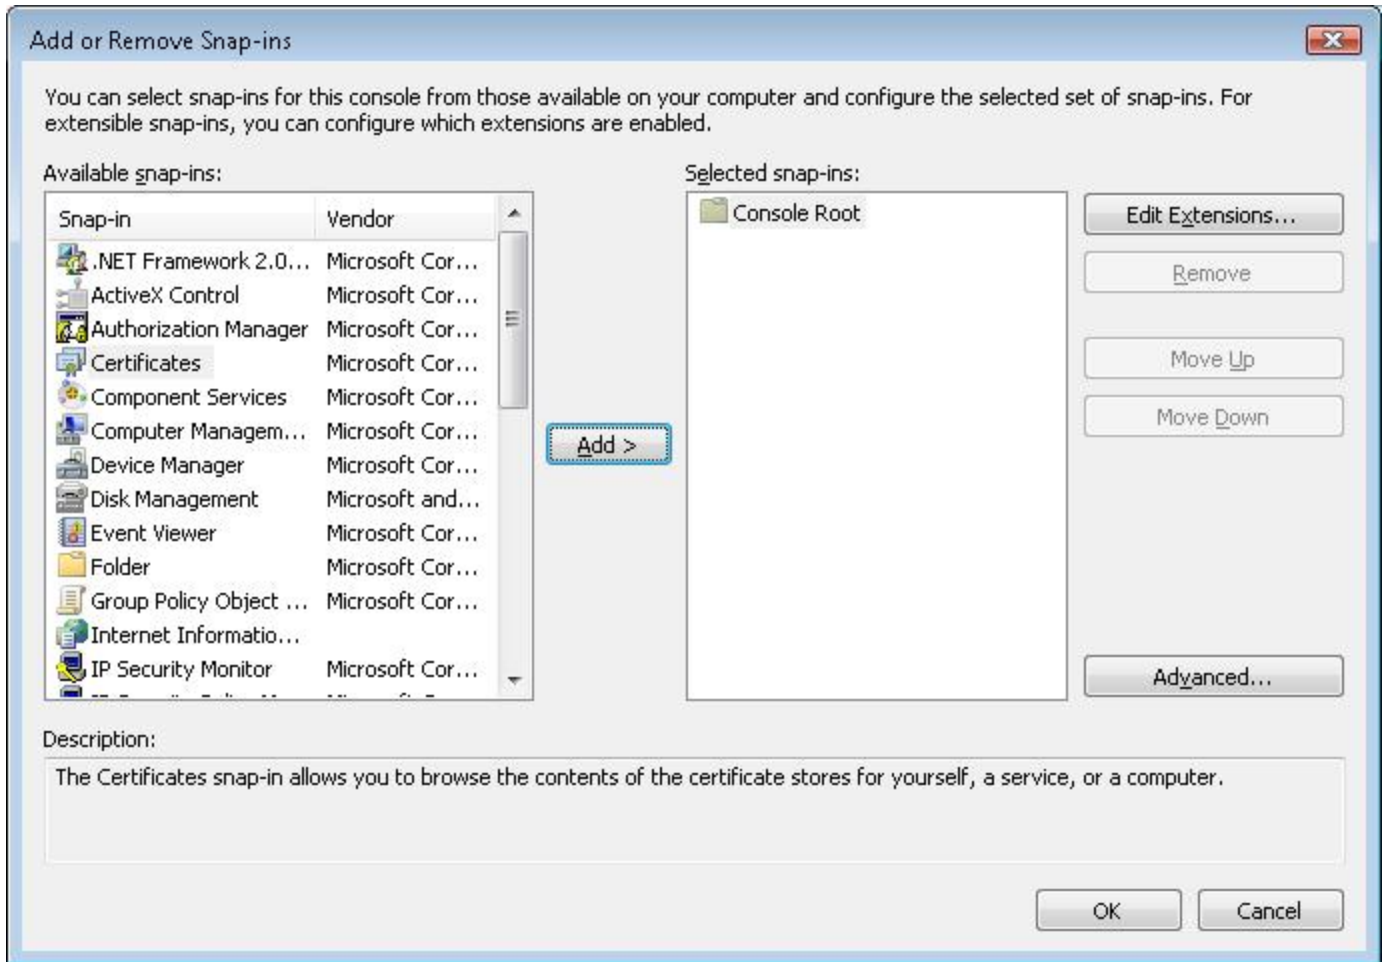 Add or Remove Snap-ins
You can select snap-ins for this console from those available on your computer and configure the selected set of snap-ins. For
extensible snap-ins, you can configure which extensions are enabled.
Available snap-ins:
Snap-in Vendor
.NET Framework 2.0... Microsoft Cor...
ActiveX Control Microsoft Cor...
Authorization Manager Microsoft Cor...
Certificates Microsoft Cor...
Component Services Microsoft Cor...
Computer Managem... Microsoft Cor...
Device Manager Microsoft Cor...
Disk Management Microsoft and...
Event Viewer Microsoft Cor...
Folder Microsoft Cor...
Group Policy Object ... Microsoft Cor...
Internet Informatio...
IP Security Monitor Microsoft Cor...
Add >
Selected snap-ins:
Console Root
Edit Extensions...
Remove
Move Up
Move Down
Advanced...
Description:
The Certificates snap-in allows you to browse the contents of the certificate stores for yourself, a service, or a computer.
OK Cancel